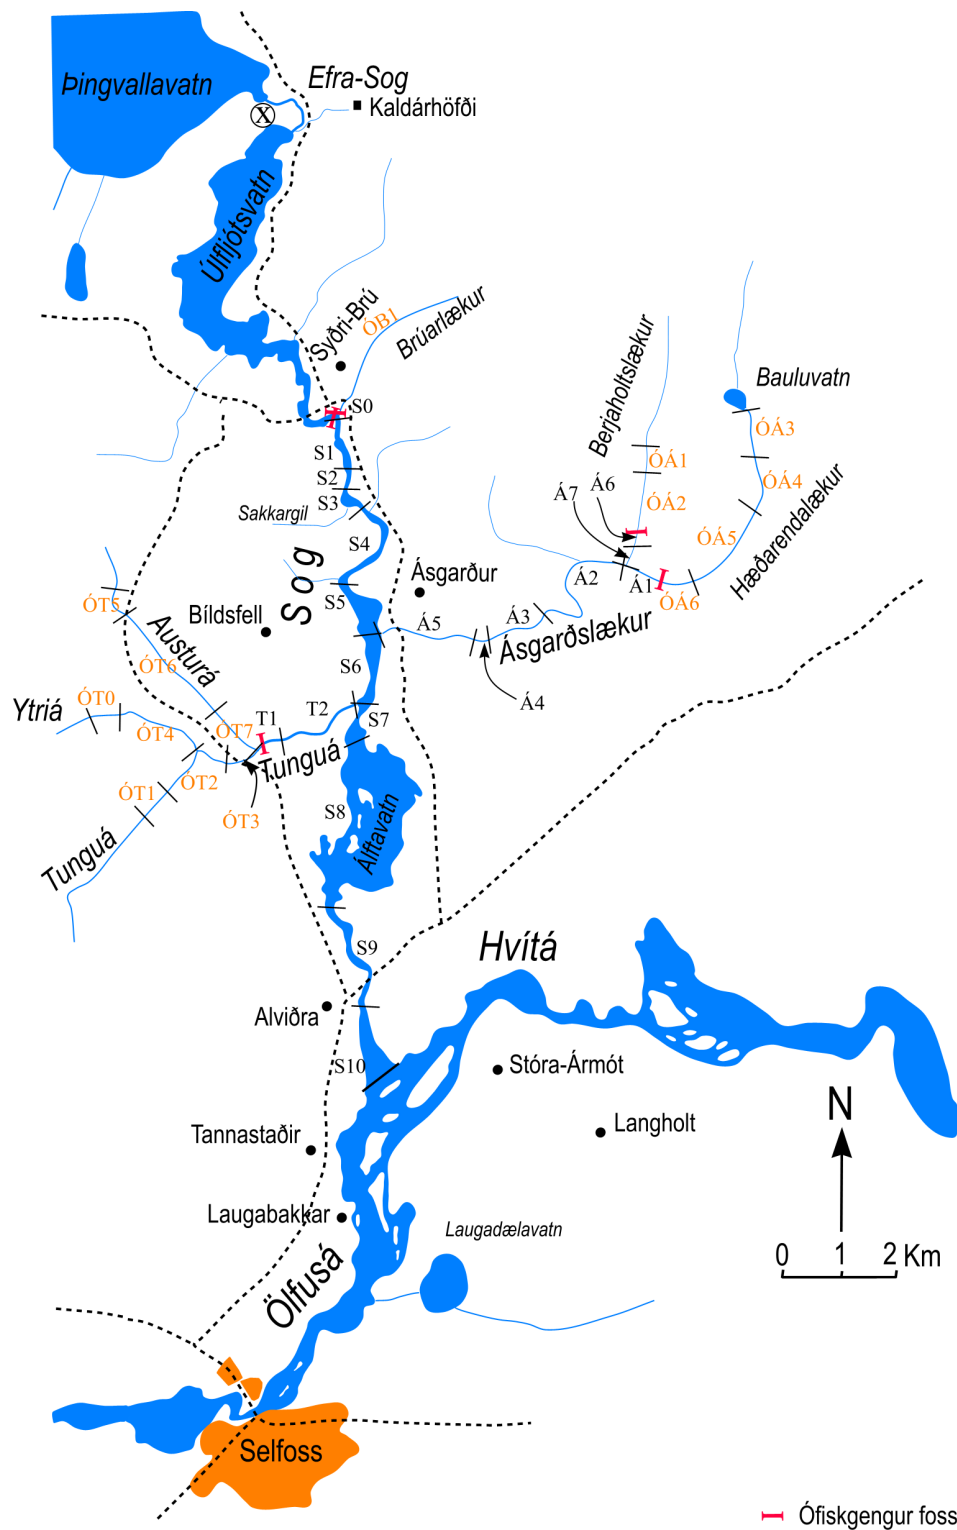 Efra-Sog
Þingvallavatn
Kaldárhöfði
X
Úlfljótsvatn
Syðri-Brú
ÓB1
Brúarlækur
Bauluvatn
Berjaholtslækur
S0
ÓÁ3
S1
ÓÁ1
S2
ÓÁ4
Á6
Á7
S3
ÓÁ2
Sakkargil
Hæðarendalækur
ÓÁ5
S4
Sog
Ásgarður
Á2
Á1
ÓÁ6
S5
ÓT5
Bíldsfell
Á5
Á3
Ásgarðslækur
Austurá
ÓT6
S6
ÓT0
Á4
Ytriá
T2
T1
S7
ÓT4
ÓT7
Tunguá
ÓT2
ÓT1
ÓT3
S8
Álftavatn
Tunguá
S9
Hvítá
Alviðra
S10
Stóra-Ármót
N
Langholt
Tannastaðir
Laugabakkar
Laugadælavatn
0 1 2 Km
Ölfusá
Selfoss
Ófiskgengur foss